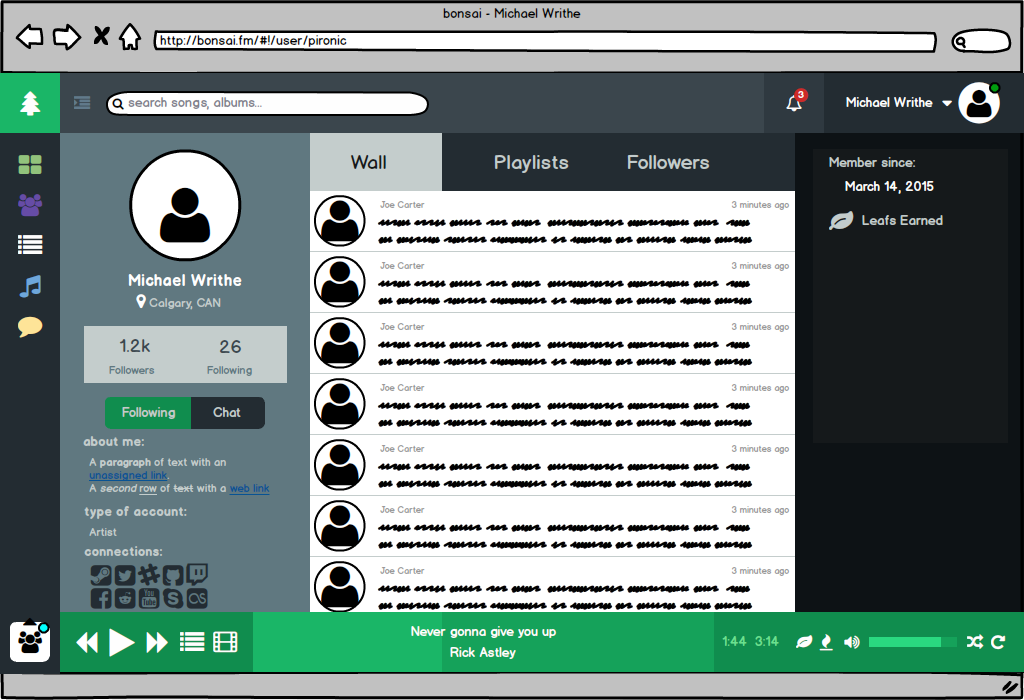 bonsai - Michael Writhe
http://bonsai.fm/#!/user/pironic
search songs, albums...
3
Michael Writhe
Michael Writhe
Calgary, CAN
1.2k 26
Followers Following
Following Chat
about me:
A paragraph of text with an
unassigned link.
A second row of text with a web link
type of account:
Artist
connections:
You
Tube
Wall Playlists Followers
Joe Carter 3 minutes ago
Joe Carter 3 minutes ago
Joe Carter 3 minutes ago
Joe Carter 3 minutes ago
Joe Carter 3 minutes ago
Joe Carter 3 minutes ago
Joe Carter 3 minutes ago
Member since:
March 14, 2015
Leafs Earned
Never gonna give you up
Rick Astley
1:44 3:14